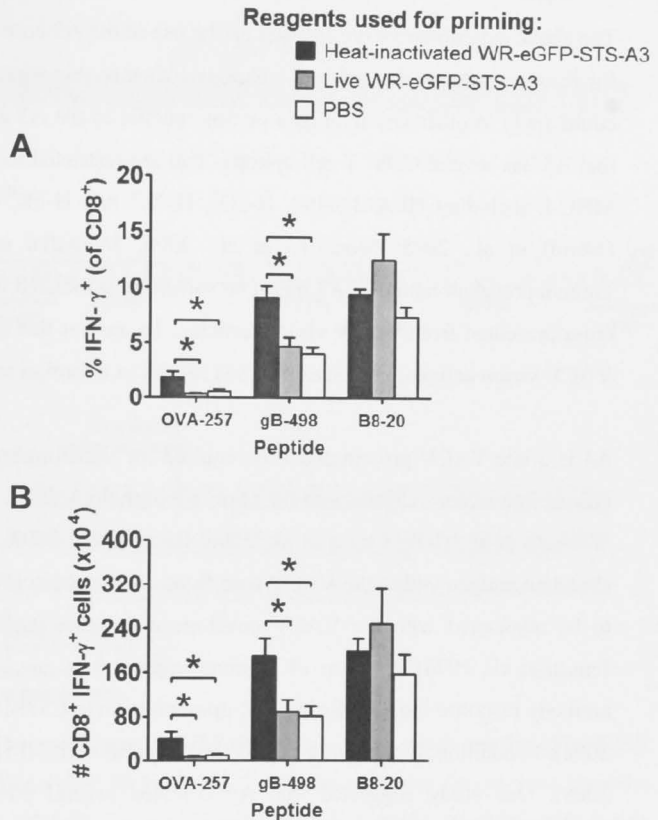 Reagents used for priming:
Heat-inactivated WR-eGFP-STS-A3
Live WR-eGFP-STS-A3
PBS
A
% IFN-γ⁺ (of CD8⁺)
20
15
10
5
0
* * * *
OVA-257 gB-498 B8-20
Peptide
B
# CD8⁺ IFN-γ⁺ cells (x10⁴)
400
320
240
160
80
0
* * * *
OVA-257 gB-498 B8-20
Peptide